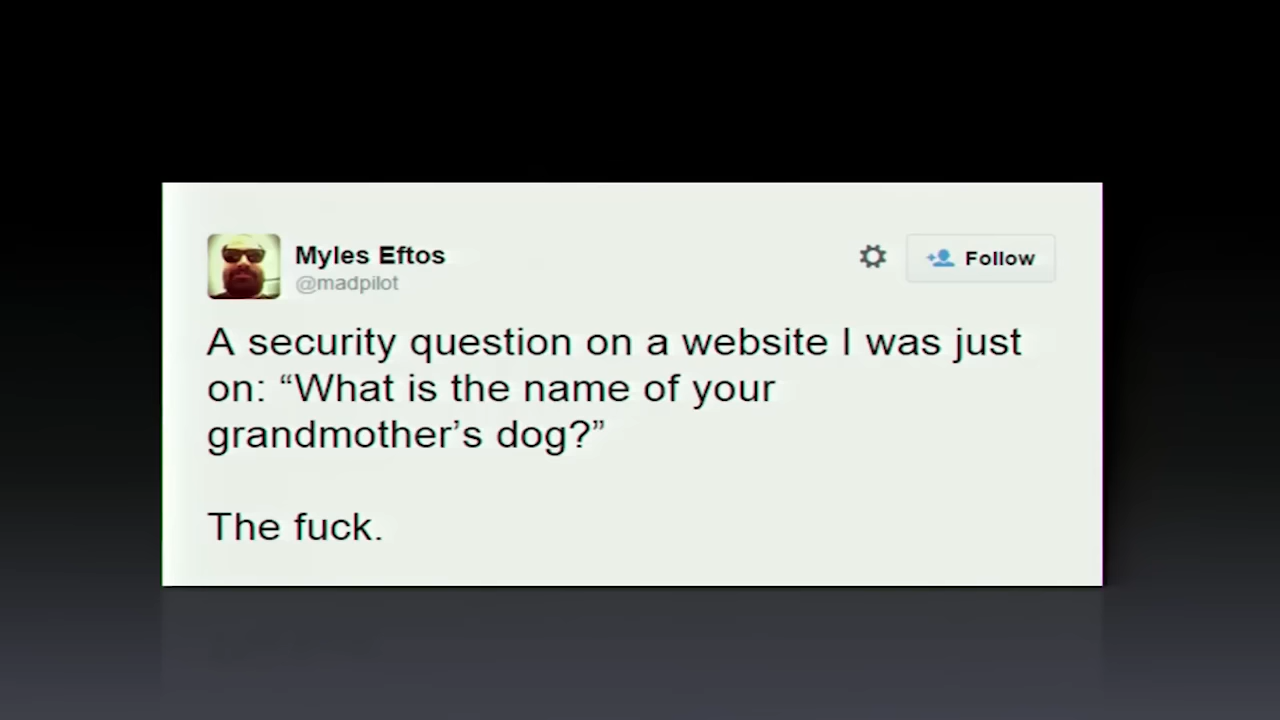 Myles Eftos
@madpilot
Follow
A security question on a website I was just
on: “What is the name of your
grandmother’s dog?”
The fuck.